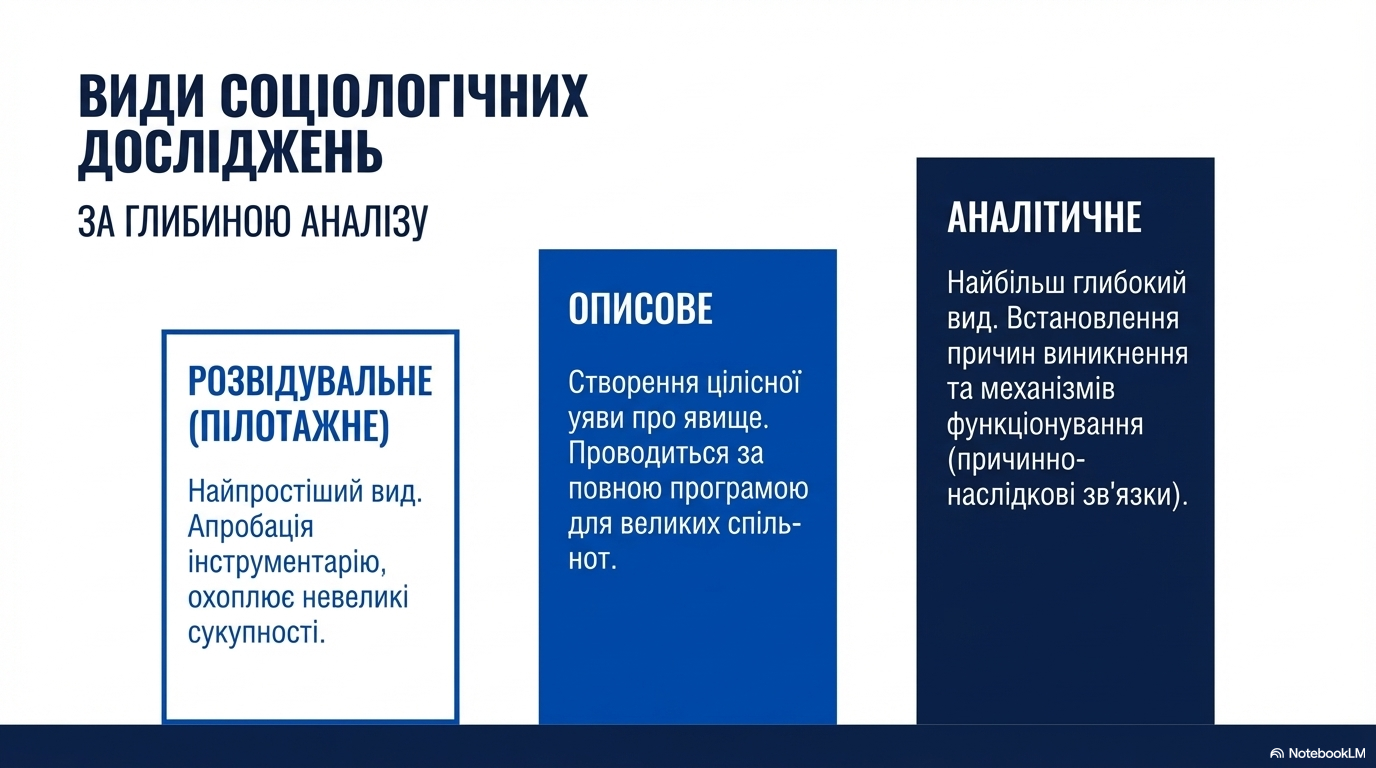 ВИДИ СОЦІОЛОГІЧНИХ
ДОСЛІДЖЕНЬ
ЗА ГЛИБИНОЮ АНАЛІЗУ
РОЗВІДУВАЛЬНЕ
(ПІЛОТАЖНЕ)
Найпростіший вид.
Апробація
інструментарію,
охоплює невеликі
сукупності.
ОПИСОВЕ
Створення цілісної
уяви про явище.
Проводиться за
повною програмою
для великих спіль-
нот.
АНАЛІТИЧНЕ
Найбільш глибокий
вид. Встановлення
причин виникнення
та механізмів
функціонування
(причинно-
наслідкові зв'язки).
NotebookLM